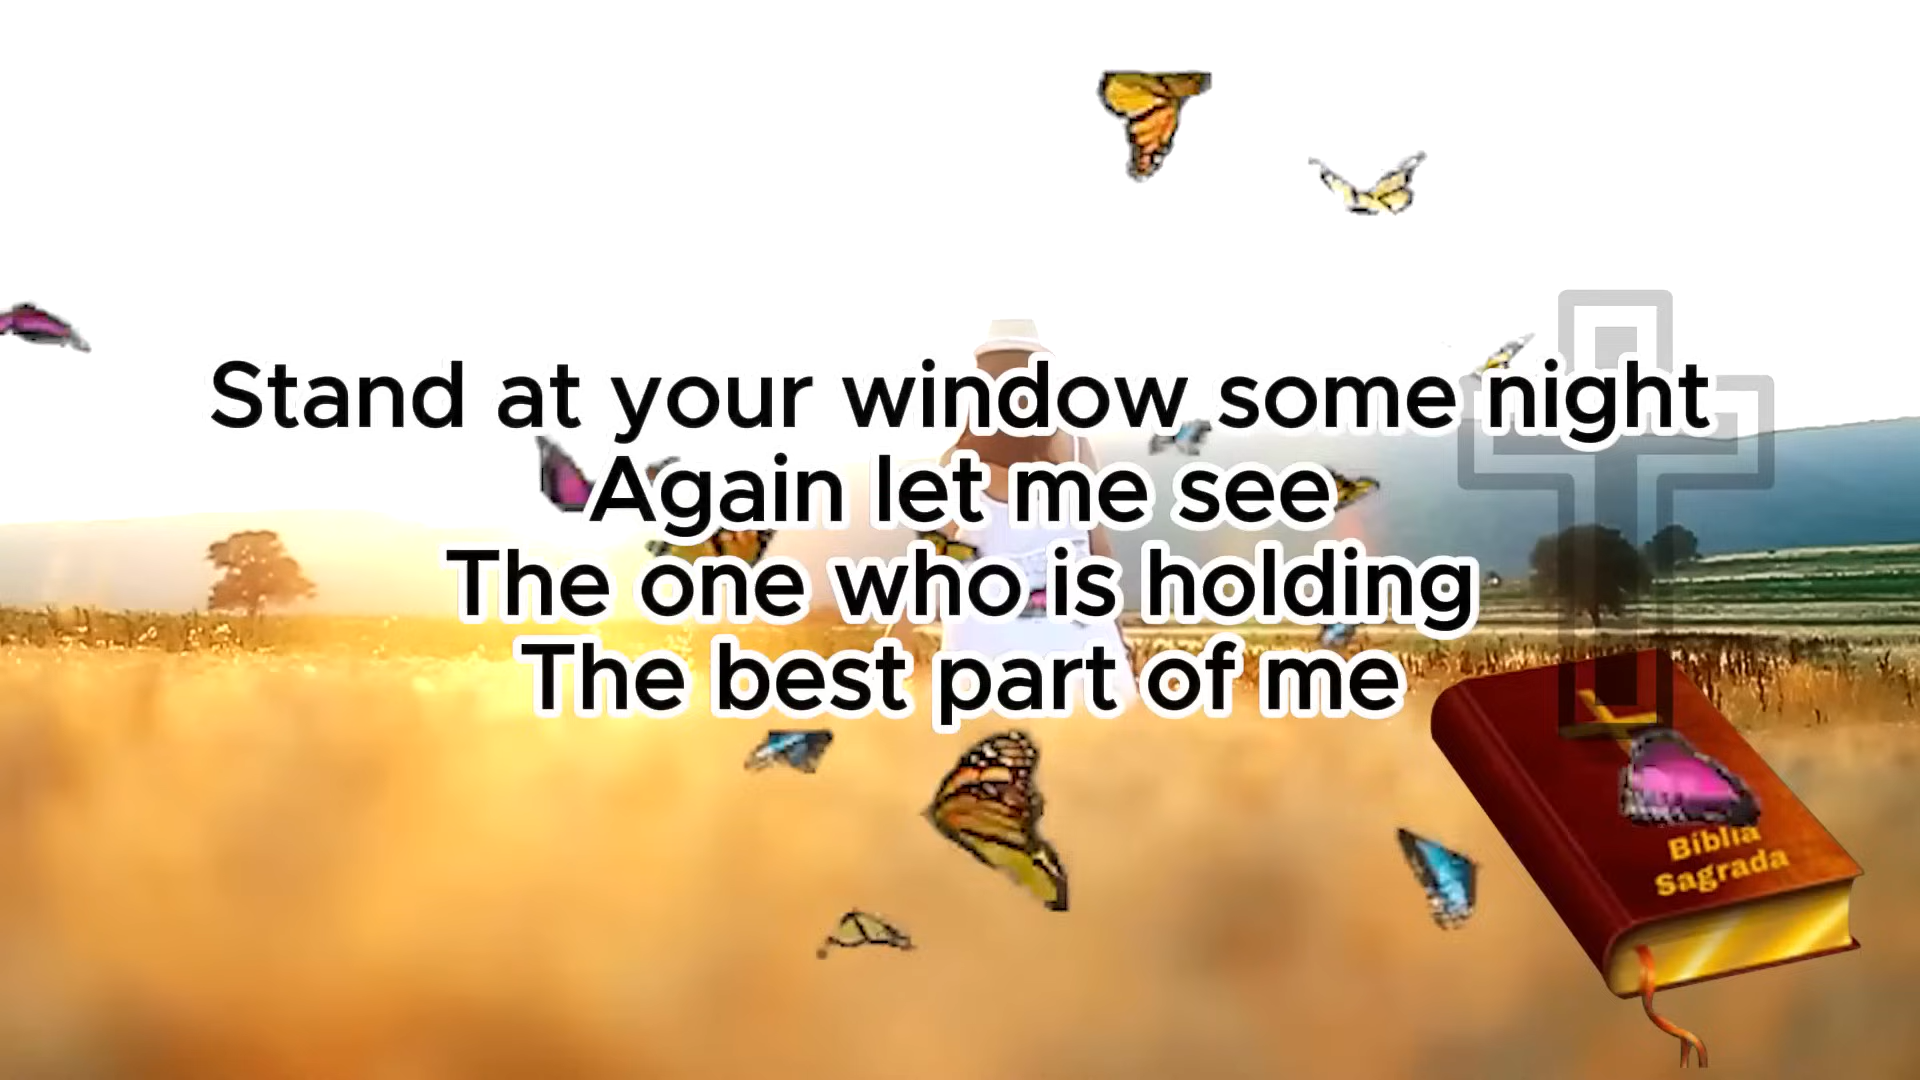 Stand at your window some night
Again let me see
The one who is holding
The best part of me
Bíblia
Sagrada